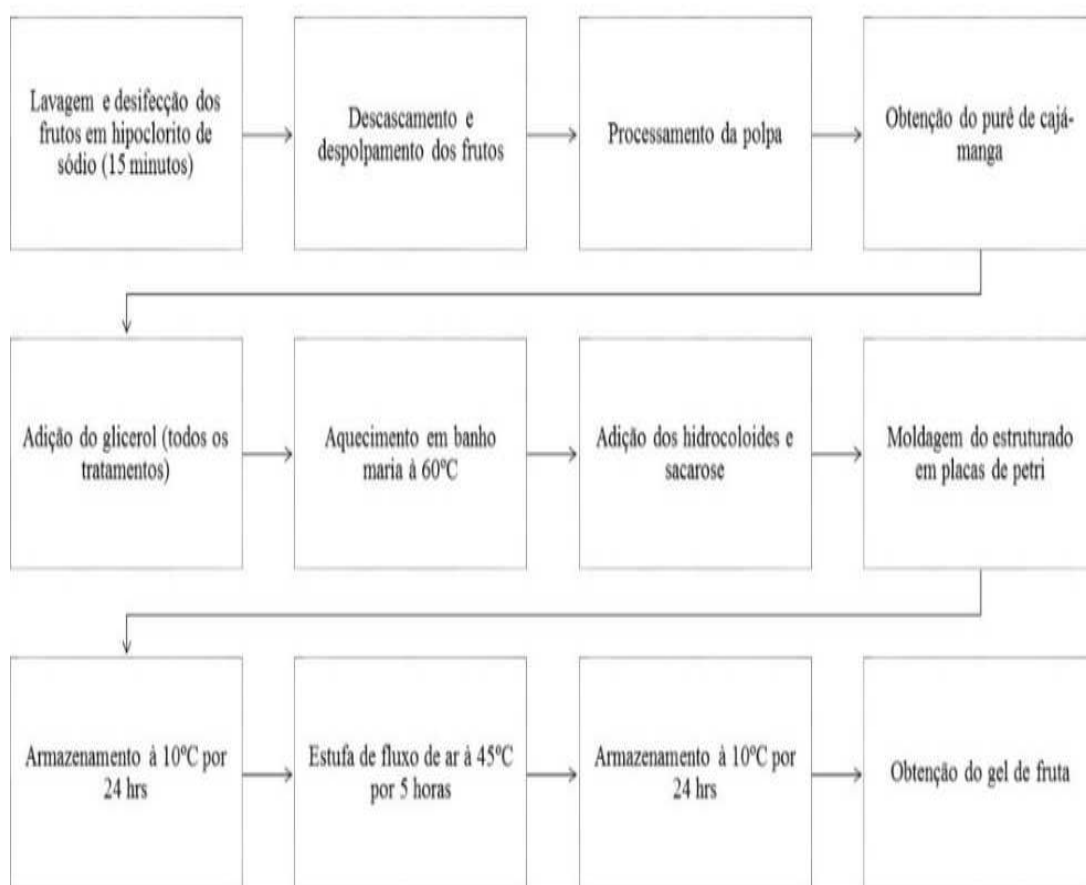 Lavagem e desifecção dos
frutos em hipoclorito de
sódio (15 minutos)
Descascamento e
despolpamento dos frutos
Processamento da polpa
Obtenção do purê de cajá-
manga
Adição do glicerol (todos os
tratamentos)
Aquecimento em banho
maria à 60ºC
Adição dos hidrocoloides e
sacarose
Moldagem do estruturado
em placas de petri
Armazenamento à 10ºC por
24 hrs
Estufa de fluxo de ar à 45ºC
por 5 horas
Armazenamento à 10ºC por
24 hrs
Obtenção do gel de fruta